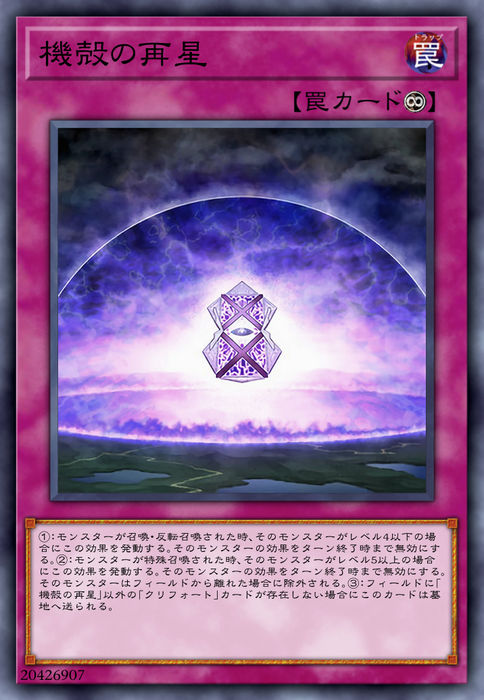 機殻の再星
トラップ
罠
【罠カード♾】
①:モンスターが召喚・反転召喚された時、そのモンスターがレベル4以下の場
合にこの効果を発動する。そのモンスターの効果をターン終了時まで無効にす
る。②:モンスターが特殊召喚された時、そのモンスターがレベル5以上の場合
にこの効果を発動する。そのモンスターの効果をターン終了時まで無効にする。
そのモンスターはフィールドから離れた場合に除外される。③:フィールドに「
機殻の再星」以外の「クリフォート」カードが存在しない場合にこのカードは墓
地へ送られる。
20426907